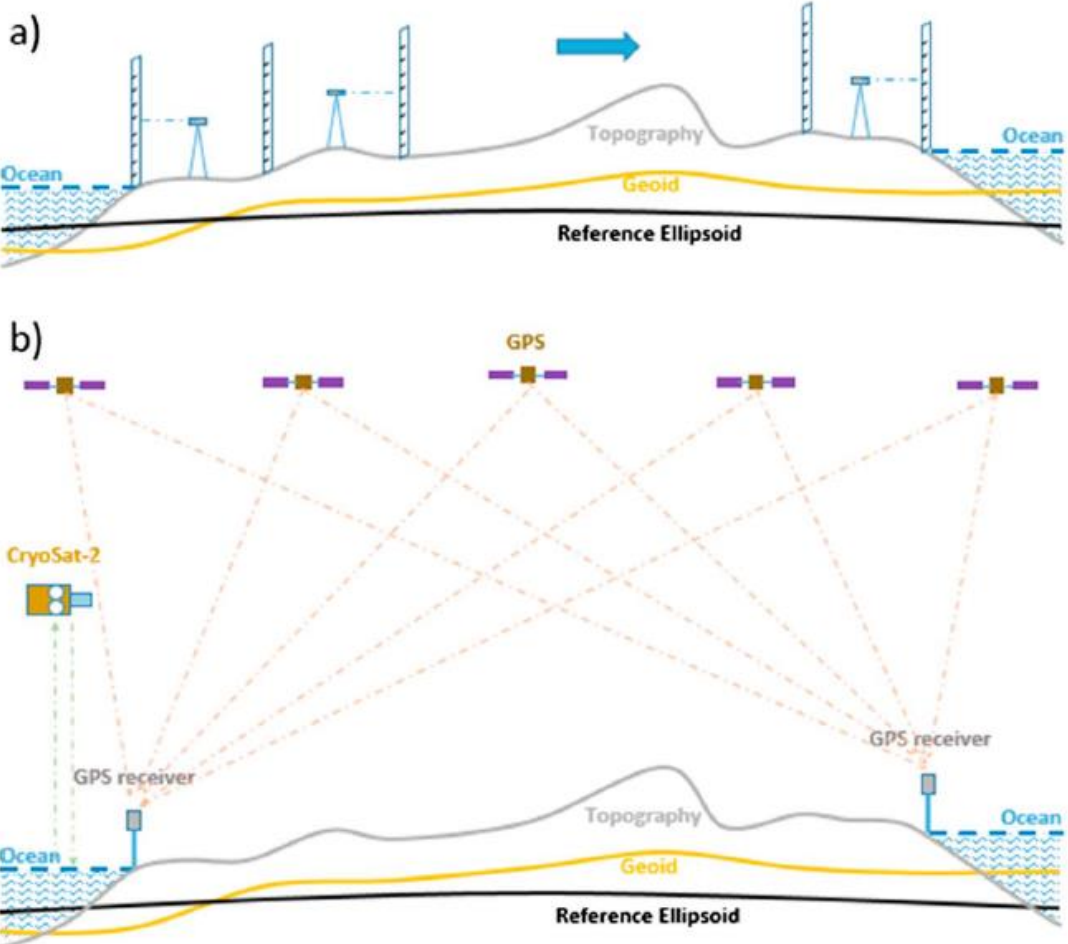 a)
Ocean
Topography
Ocean
Geoid
Reference Ellipsoid
b)
GPS
CryoSat-2
GPS receiver
GPS receiver
Topography
Ocean
Ocean
Geoid
Reference Ellipsoid